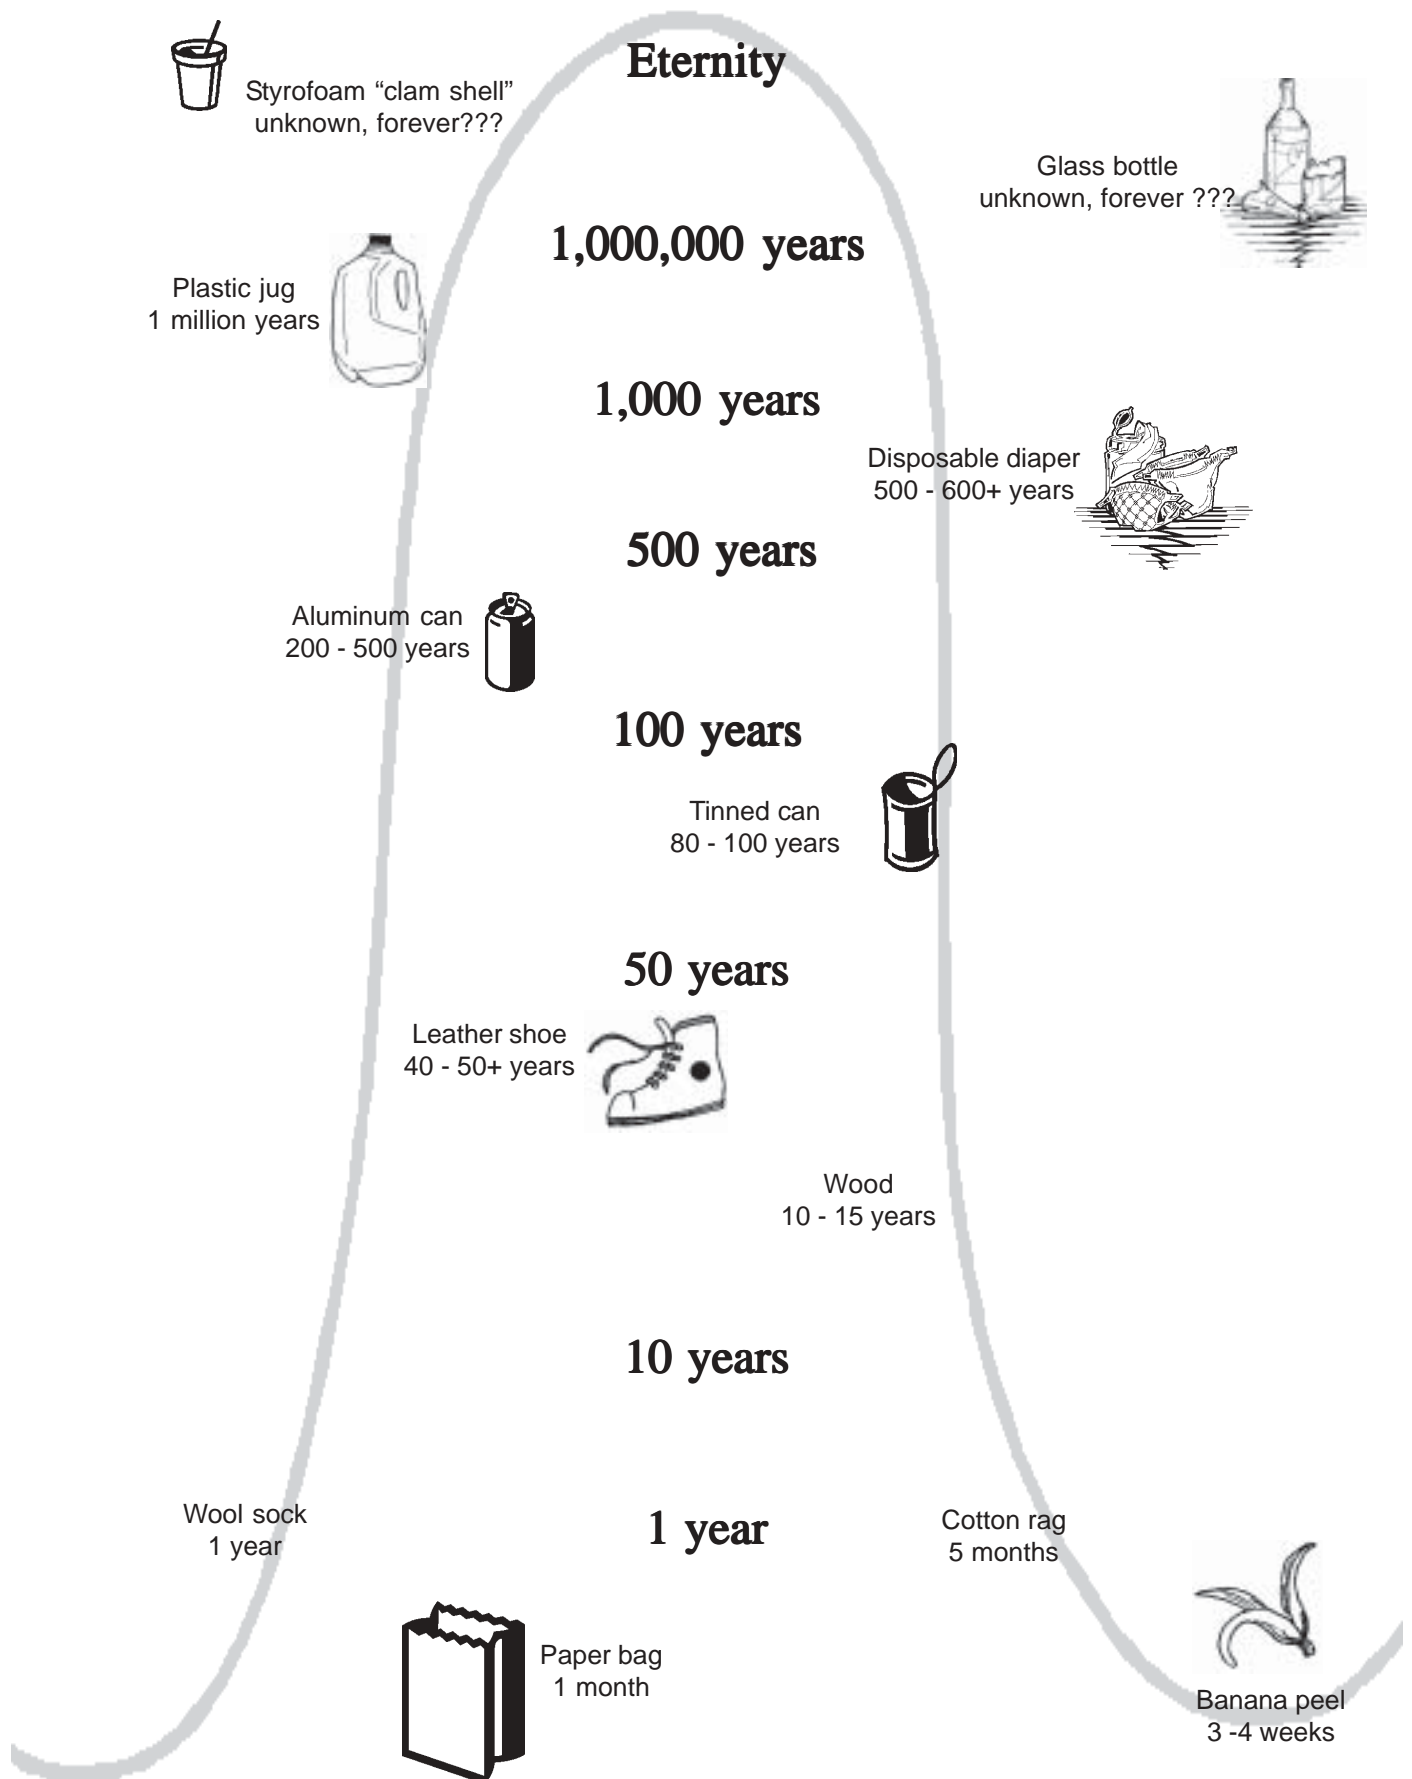 Eternity
Styrofoam “clam shell”
unknown, forever???
Glass bottle
unknown, forever ???
1,000,000 years
Plastic jug
1 million years
1,000 years
Disposable diaper
500 - 600+ years
500 years
Aluminum can
200 - 500 years
100 years
Tinned can
80 - 100 years
50 years
Leather shoe
40 - 50+ years
Wood
10 - 15 years
10 years
Wool sock
1 year
1 year
Cotton rag
5 months
Paper bag
1 month
Banana peel
3 -4 weeks